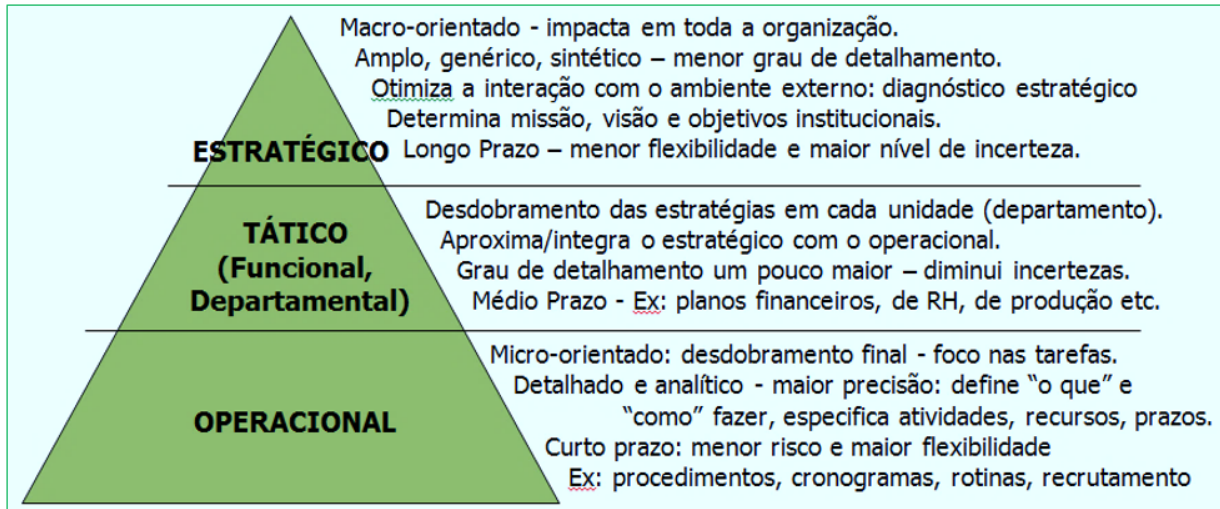 Macro-orientado - impacta em toda a organização.
Amplo, genérico, sintético – menor grau de detalhamento.
Otimiza a interação com o ambiente externo: diagnóstico estratégico
Determina missão, visão e objetivos institucionais.
ESTRATÉGICO
Longo Prazo – menor flexibilidade e maior nível de incerteza.
TÁTICO
(Funcional,
Departamental)
Desdobramento das estratégias em cada unidade (departamento).
Aproxima/integra o estratégico com o operacional.
Grau de detalhamento um pouco maior – diminui incertezas.
Médio Prazo - Ex: planos financeiros, de RH, de produção etc.
OPERACIONAL
Micro-orientado: desdobramento final - foco nas tarefas.
Detalhado e analítico - maior precisão: define “o que” e
“como” fazer, especifica atividades, recursos, prazos.
Curto prazo: menor risco e maior flexibilidade
Ex: procedimentos, cronogramas, rotinas, recrutamento